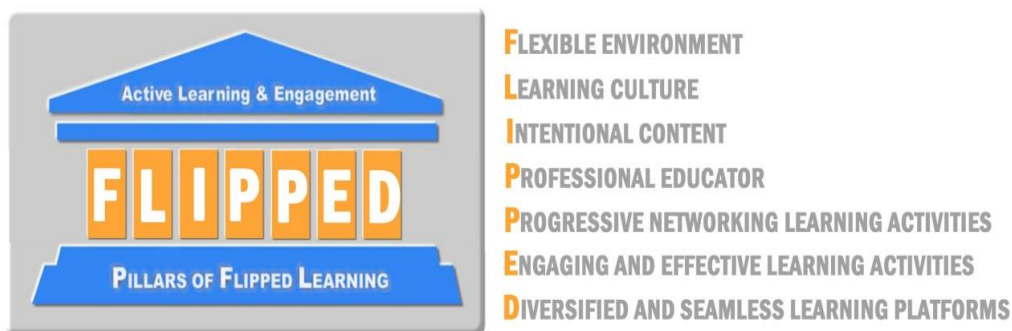 Active Learning & Engagement
FLIPPED
PILLARS OF FLIPPED LEARNING
FLEXIBLE ENVIRONMENT
LEARNING CULTURE
INTENTIONAL CONTENT
PROFESSIONAL EDUCATOR
PROGRESSIVE NETWORKING LEARNING ACTIVITIES
ENGAGING AND EFFECTIVE LEARNING ACTIVITIES
DIVERSIFIED AND SEAMLESS LEARNING PLATFORMS